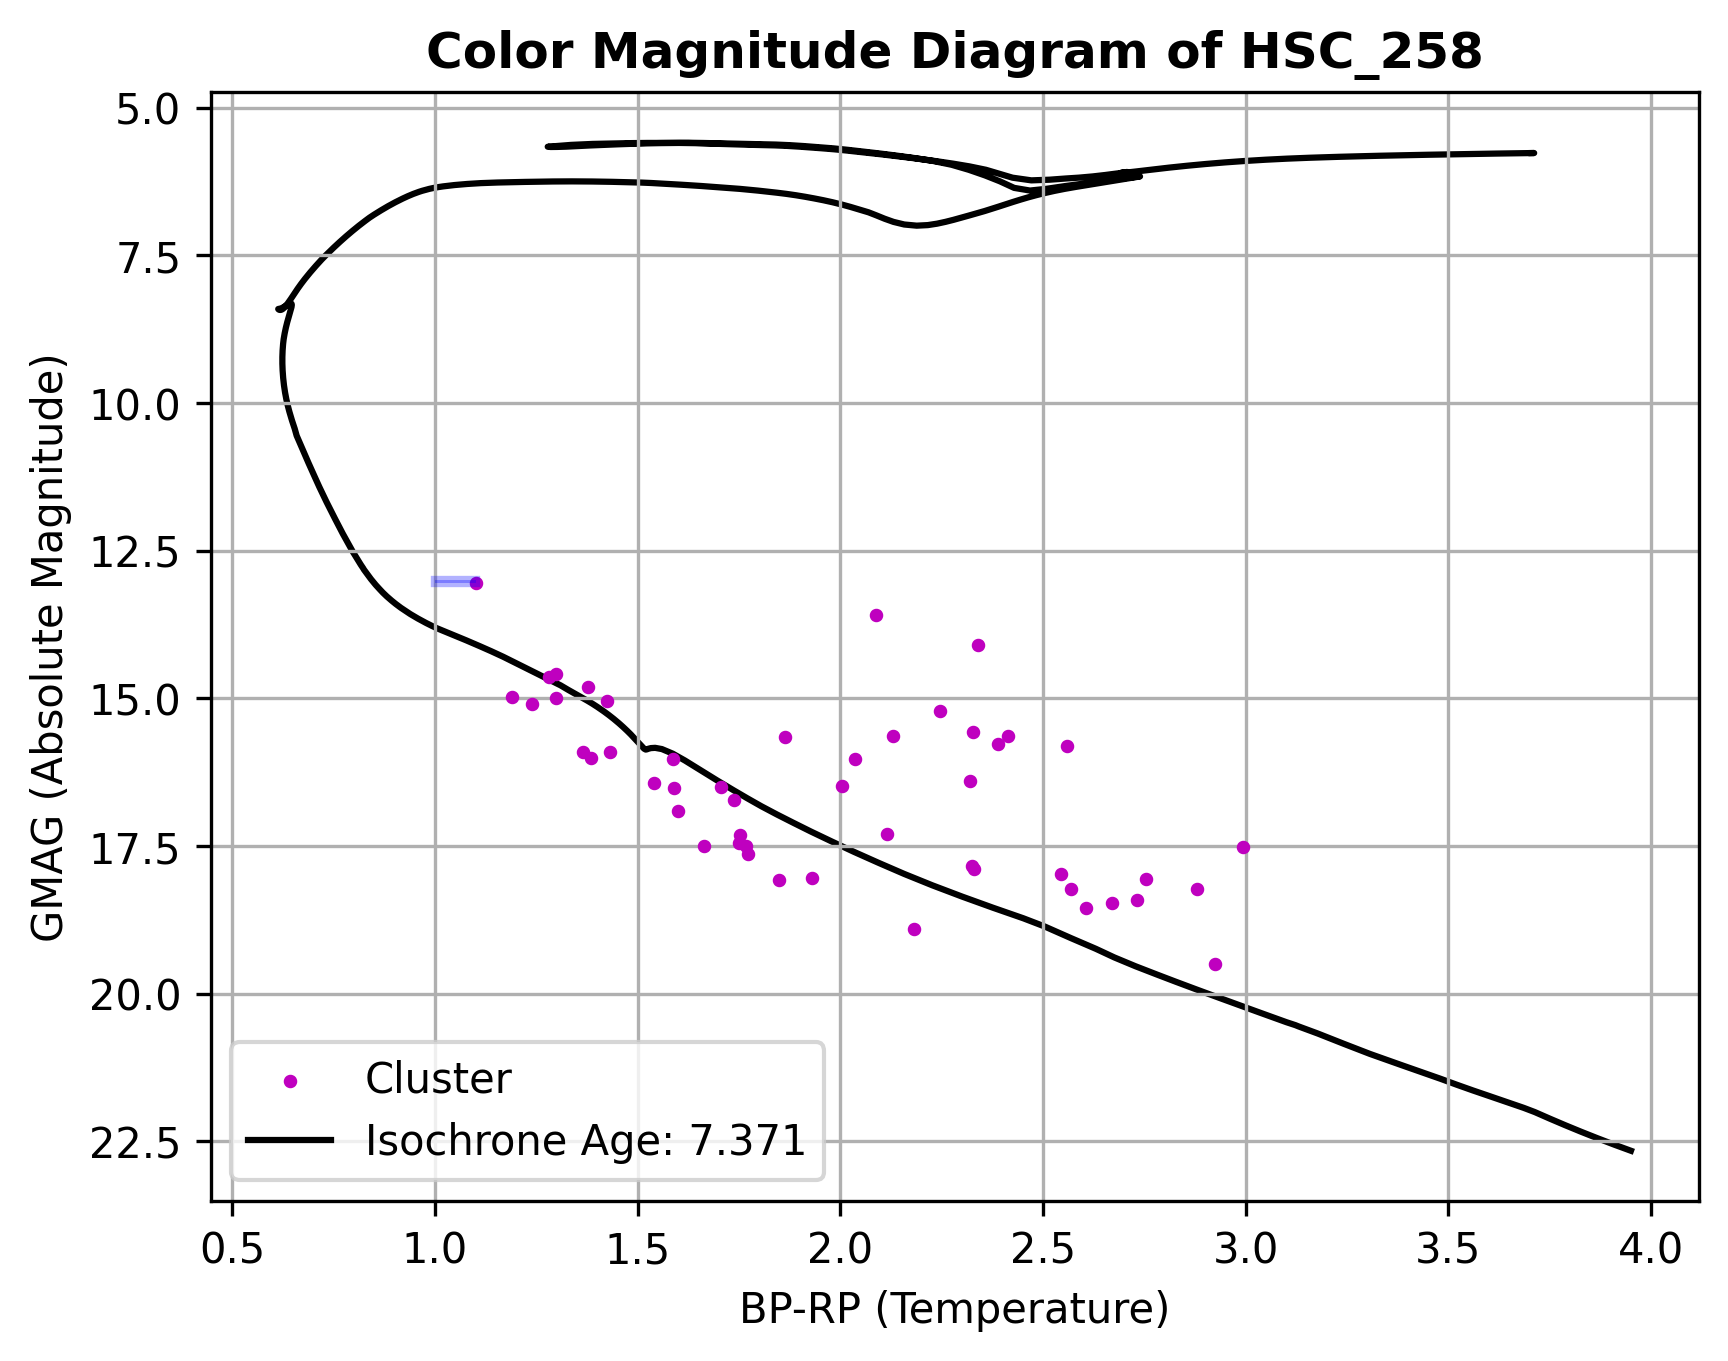 Color Magnitude Diagram of HSC_258
GMAG (Absolute Magnitude)
5.0
7.5
10.0
12.5
15.0
17.5
20.0
22.5
Cluster
Isochrone Age: 7.371
0.5 1.0 1.5 2.0 2.5 3.0 3.5 4.0
BP-RP (Temperature)